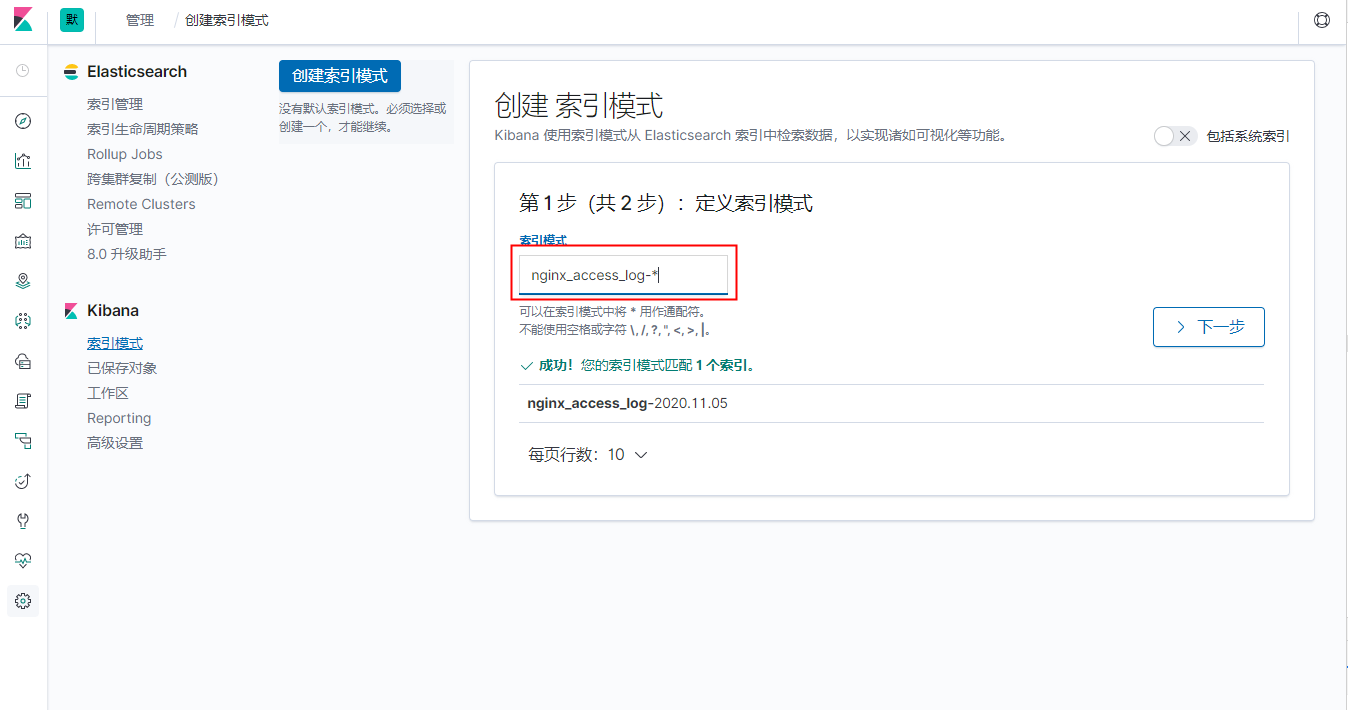 默 管理 / 创建索引模式
Elasticsearch
索引管理
索引生命周期策略
Rollup Jobs
跨集群复制（公测版）
Remote Clusters
许可管理
8.0 升级助手
Kibana
索引模式
已保存对象
工作区
Reporting
高级设置
创建索引模式
没有默认索引模式。必须选择或
创建一个，才能继续。
创建 索引模式
Kibana 使用索引模式从 Elasticsearch 索引中检索数据，以实现诸如可视化等功能。
包括系统索引
第 1 步（共 2 步）：定义索引模式
索引模式
nginx_access_log-*
可以在索引模式中将 * 用作通配符。
不能使用空格或字符 \, /, ?, ", <, >, |。
下一步
成功！您的索引模式匹配 1 个索引。
nginx_access_log-2020.11.05
每页行数：10